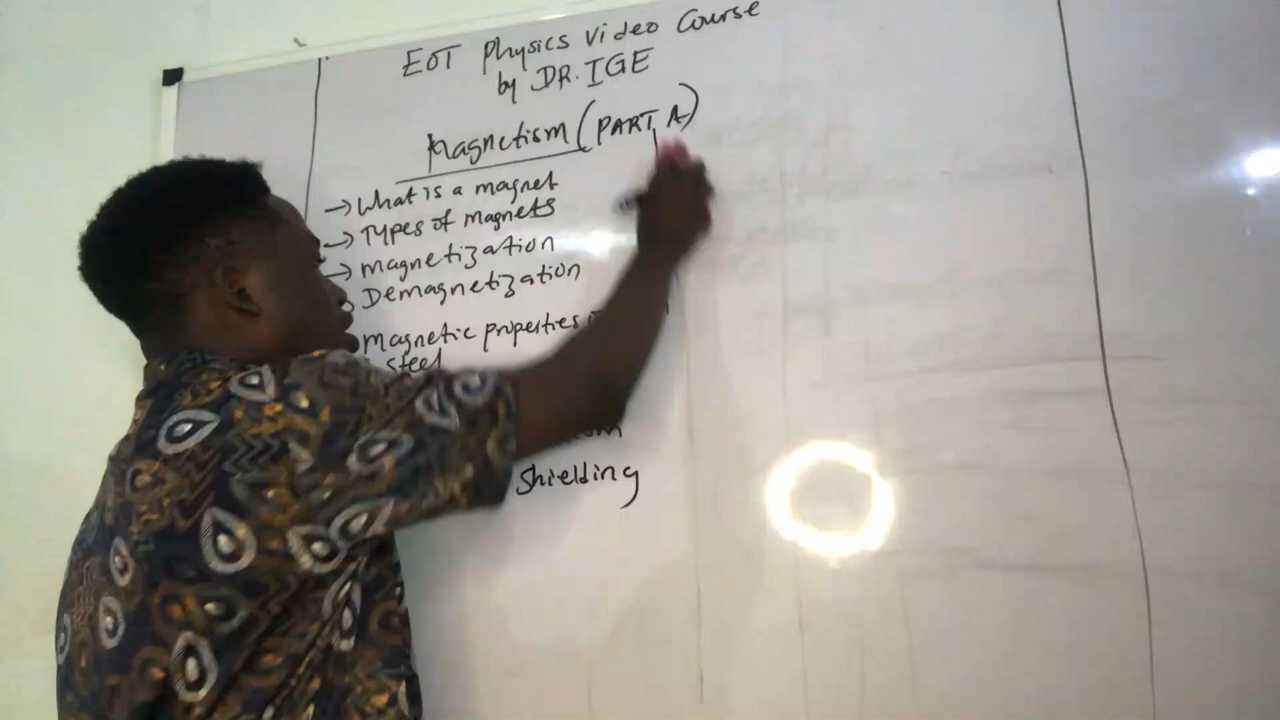 EOT Physics Video Course
by DR. IGE
Magnetism (PART A)
→ What is a magnet
→ Types of magnets
→ magnetization
Demagnetization
magnetic properties
steel
Shielding